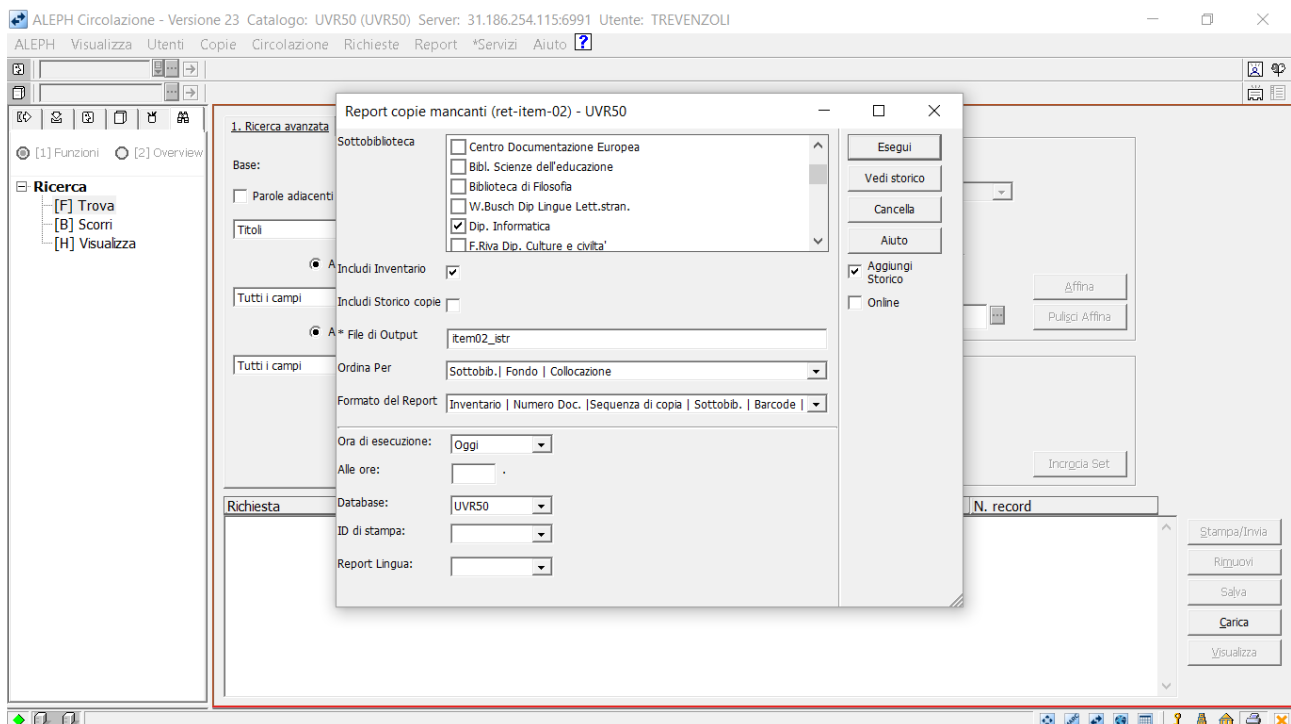 ALEPH Circolazione - Versione 23 Catalogo: UVR50 (UVR50) Server: 31.186.254.115:6991 Utente: TREVENZOLI
ALEPH Visualizza Utenti Copie Circolazione Richieste Report *Servizi Aiuto ?
[1] Funzioni [2] Overview
Ricerca
[F] Trova
[B] Scorri
[H] Visualizza
1. Ricerca avanzata
Base:
Parole adiacenti
Titoli
A
Tutti i campi
A
Tutti i campi
Report copie mancanti (ret-item-02) - UVR50
Sottobiblioteca
Centro Documentazione Europea
Bibl. Scienze dell'educazione
Biblioteca di Filosofia
W.Busch Dip Lingue Lett.stran.
Dip. Informatica
F.Riva Dip. Culture e civilta'
Includi Inventario
Includi Storico copie
* File di Output item02_istr
Ordina Per Sottobib.| Fondo | Collocazione
Formato del Report Inventario | Numero Doc. |Sequenza di copia | Sottobib. | Barcode |
Ora di esecuzione: Oggi
Alle ore: .
Database: UVR50
ID di stampa:
Report Lingua:
Esegui
Vedi storico
Cancella
Aiuto
Aggiungi
Storico
Online
Affina
Pulisci Affina
Incrocia Set
Richiesta N. record
Stampa/Invia
Rimuovi
Salva
Carica
Visualizza